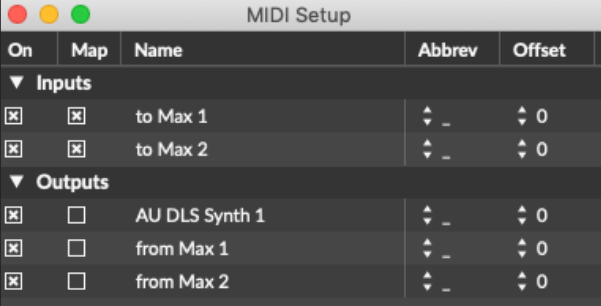 MIDI Setup
On Map Name Abbrev Offset
Inputs
to Max 1 _ 0
to Max 2 _ 0
Outputs
AU DLS Synth 1 _ 0
from Max 1 _ 0
from Max 2 _ 0